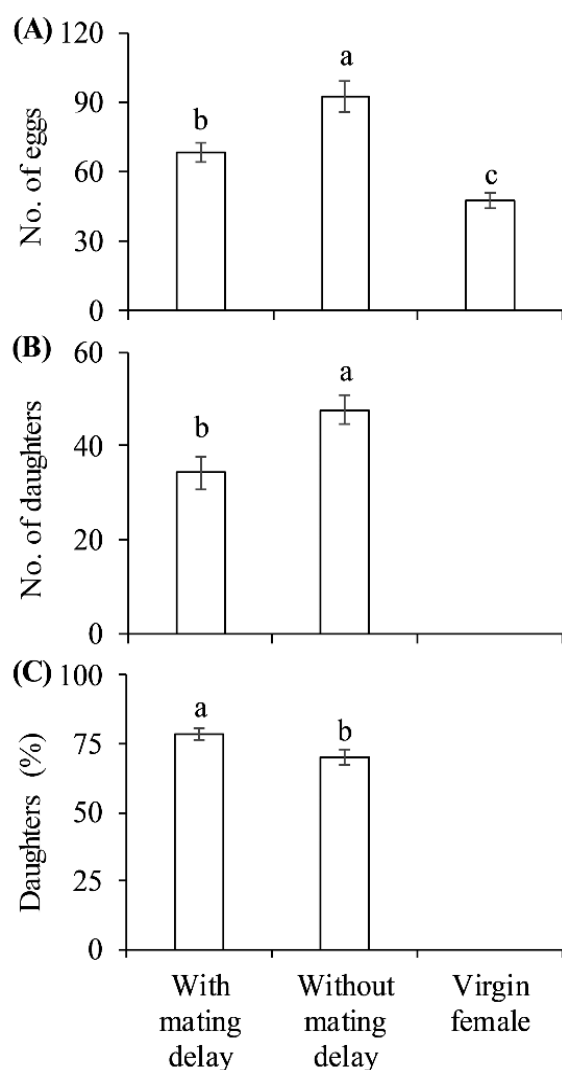 (A)
120
90
60
30
0
No. of eggs
b
a
c
(B)
60
40
20
0
No. of daughters
b
a
(C)
100
75
50
25
0
Daughters (%)
a
b
With
mating
delay
Without
mating
delay
Virgin
female